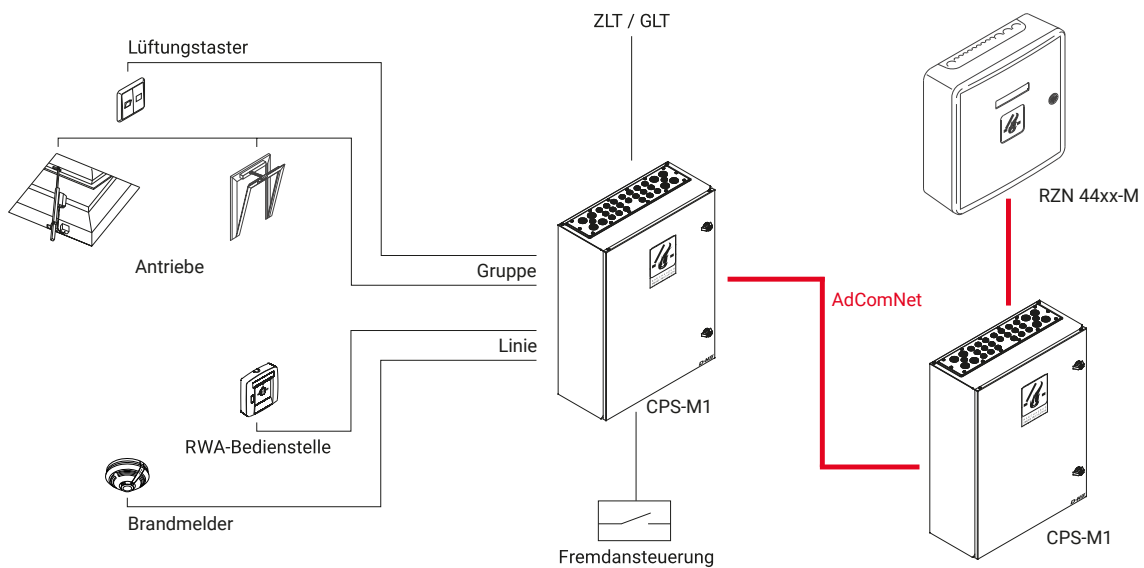 Lüftungstaster
ZLT / GLT
RZN 44xx-M
Antriebe
Gruppe
AdComNet
Linie
CPS-M1
RWA-Bedienstelle
Brandmelder
CPS-M1
Fremdansteuerung